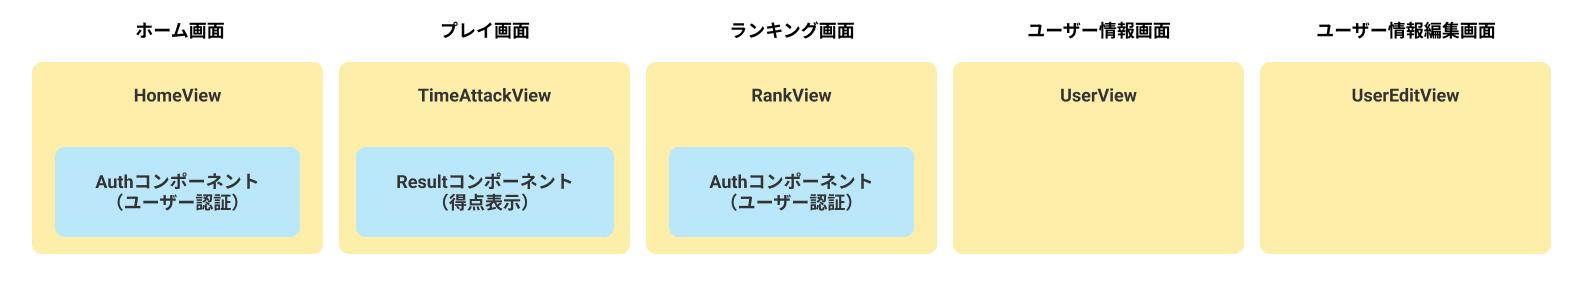 ホーム画面
プレイ画面
ランキング画面
ユーザー情報画面
ユーザー情報編集画面
HomeView
TimeAttackView
RankView
UserView
UserEditView
Authコンポーネント
（ユーザー認証）
Resultコンポーネント
（得点表示）
Authコンポーネント
（ユーザー認証）